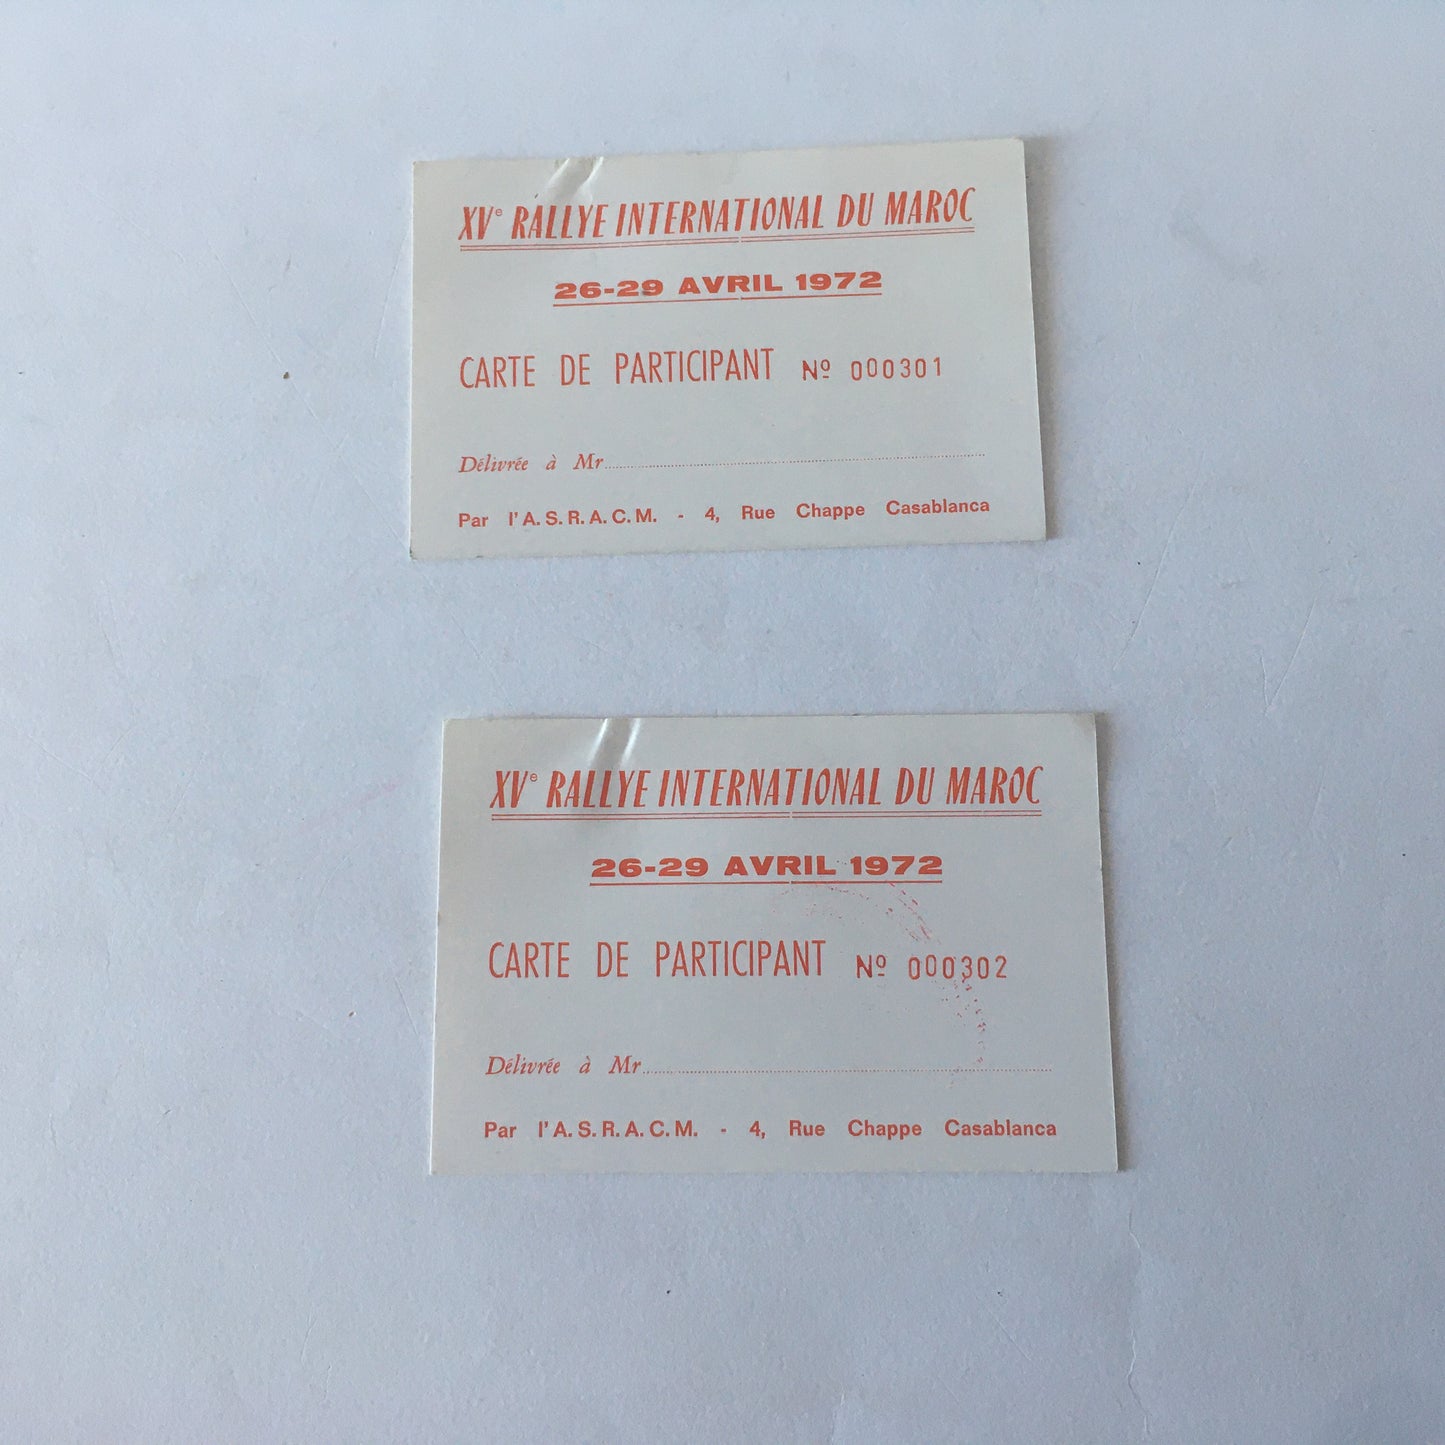 XVe RALLYE INTERNATIONAL DU MAROC
26-29 AVRIL 1972
CARTE DE PARTICIPANT Nº 000301
Délivrée à Mr
Par l'A.S.R.A.C.M. - 4, Rue Chappe Casablanca
XVe RALLYE INTERNATIONAL DU MAROC
26-29 AVRIL 1972
CARTE DE PARTICIPANT Nº 000302
Délivrée à Mr
Par l'A.S.R.A.C.M. - 4, Rue Chappe Casablanca